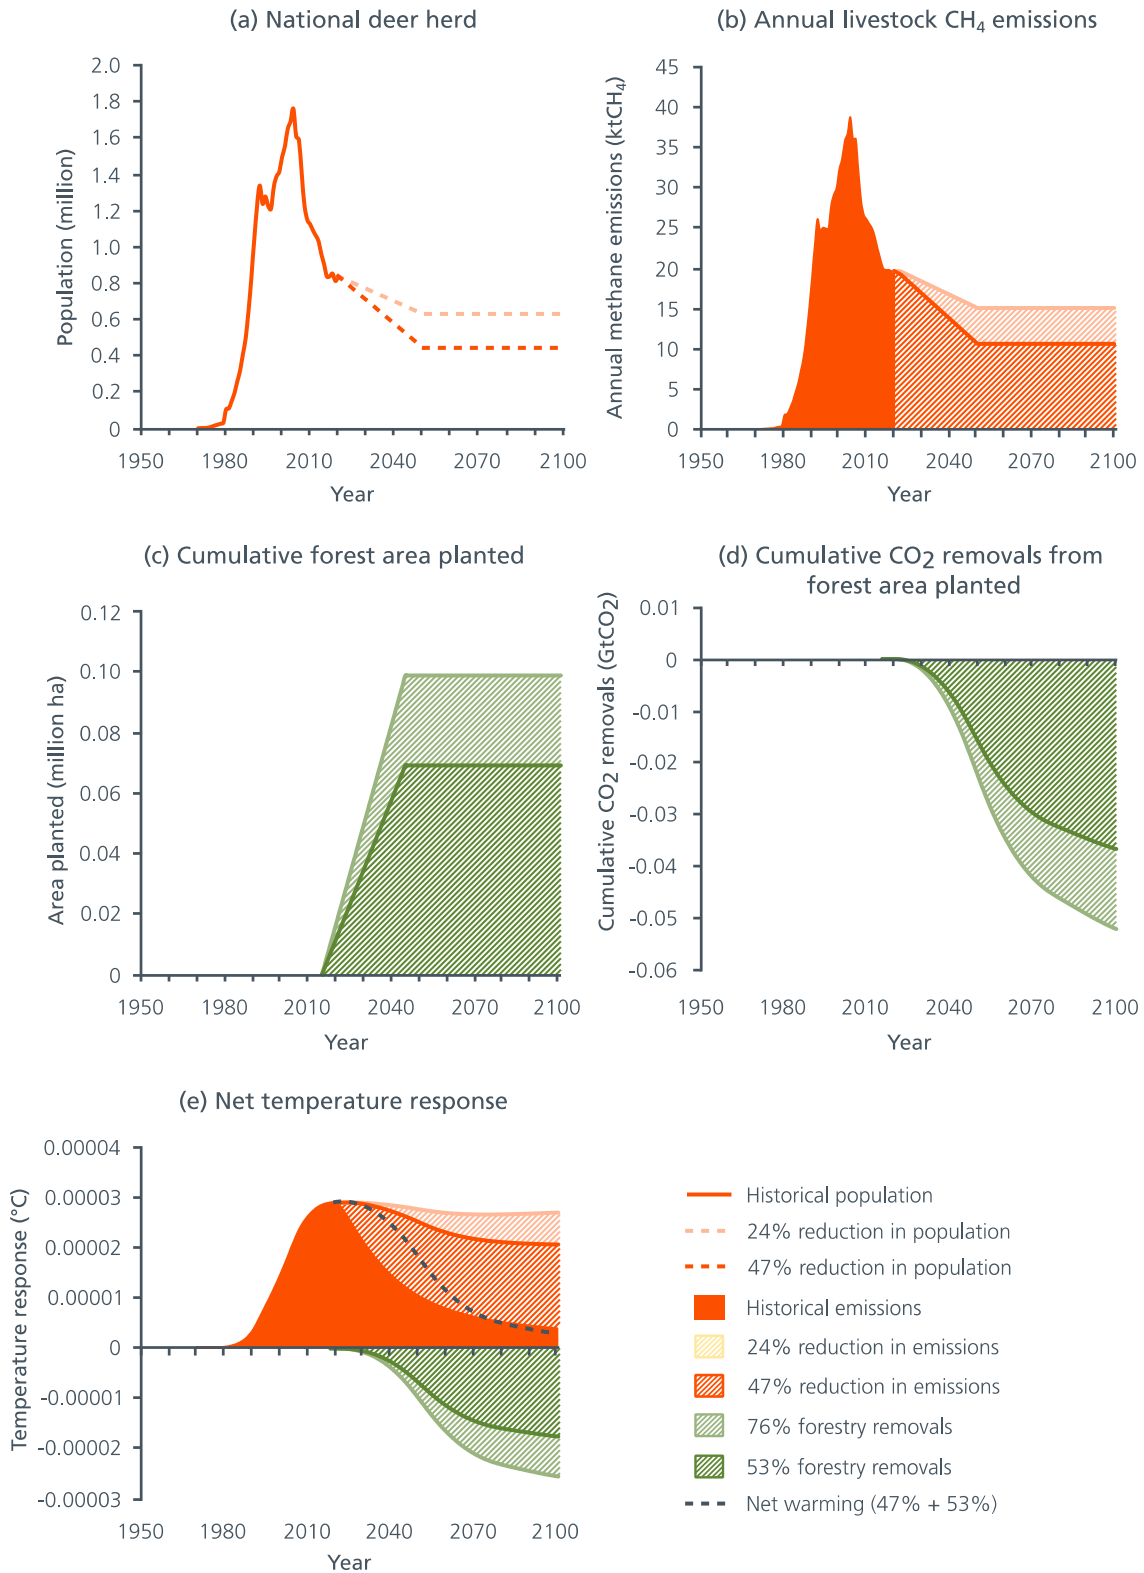 (a) National deer herd
Population (million)
2.0
1.8
1.6
1.4
1.2
1.0
0.8
0.6
0.4
0.2
0
1950 1980 2010 2040 2070 2100
Year
(b) Annual livestock CH4 emissions
Annual methane emissions (ktCH4)
45
40
35
30
25
20
15
10
5
0
1950 1980 2010 2040 2070 2100
Year
(c) Cumulative forest area planted
Area planted (million ha)
0.12
0.10
0.08
0.06
0.04
0.02
0
1950 1980 2010 2040 2070 2100
Year
(d) Cumulative CO2 removals from
forest area planted
Cumulative CO2 removals (GtCO2)
0.01
0
-0.01
-0.02
-0.03
-0.04
-0.05
-0.06
1950 1980 2010 2040 2070 2100
Year
(e) Net temperature response
Temperature response (°C)
0.00004
0.00003
0.00002
0.00001
0
-0.00001
-0.00002
-0.00003
1950 1980 2010 2040 2070 2100
Year
Historical population
24% reduction in population
47% reduction in population
Historical emissions
24% reduction in emissions
47% reduction in emissions
76% forestry removals
53% forestry removals
Net warming (47% + 53%)